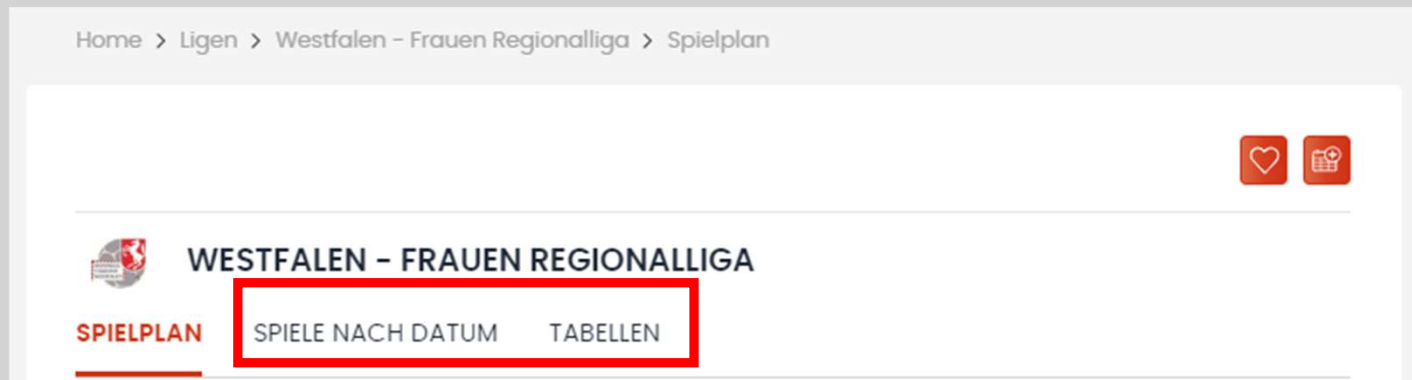 Home > Ligen > Westfalen - Frauen Regionalliga > Spielplan
WESTFALEN - FRAUEN REGIONALLIGA
SPIELPLAN SPIELE NACH DATUM TABELLEN